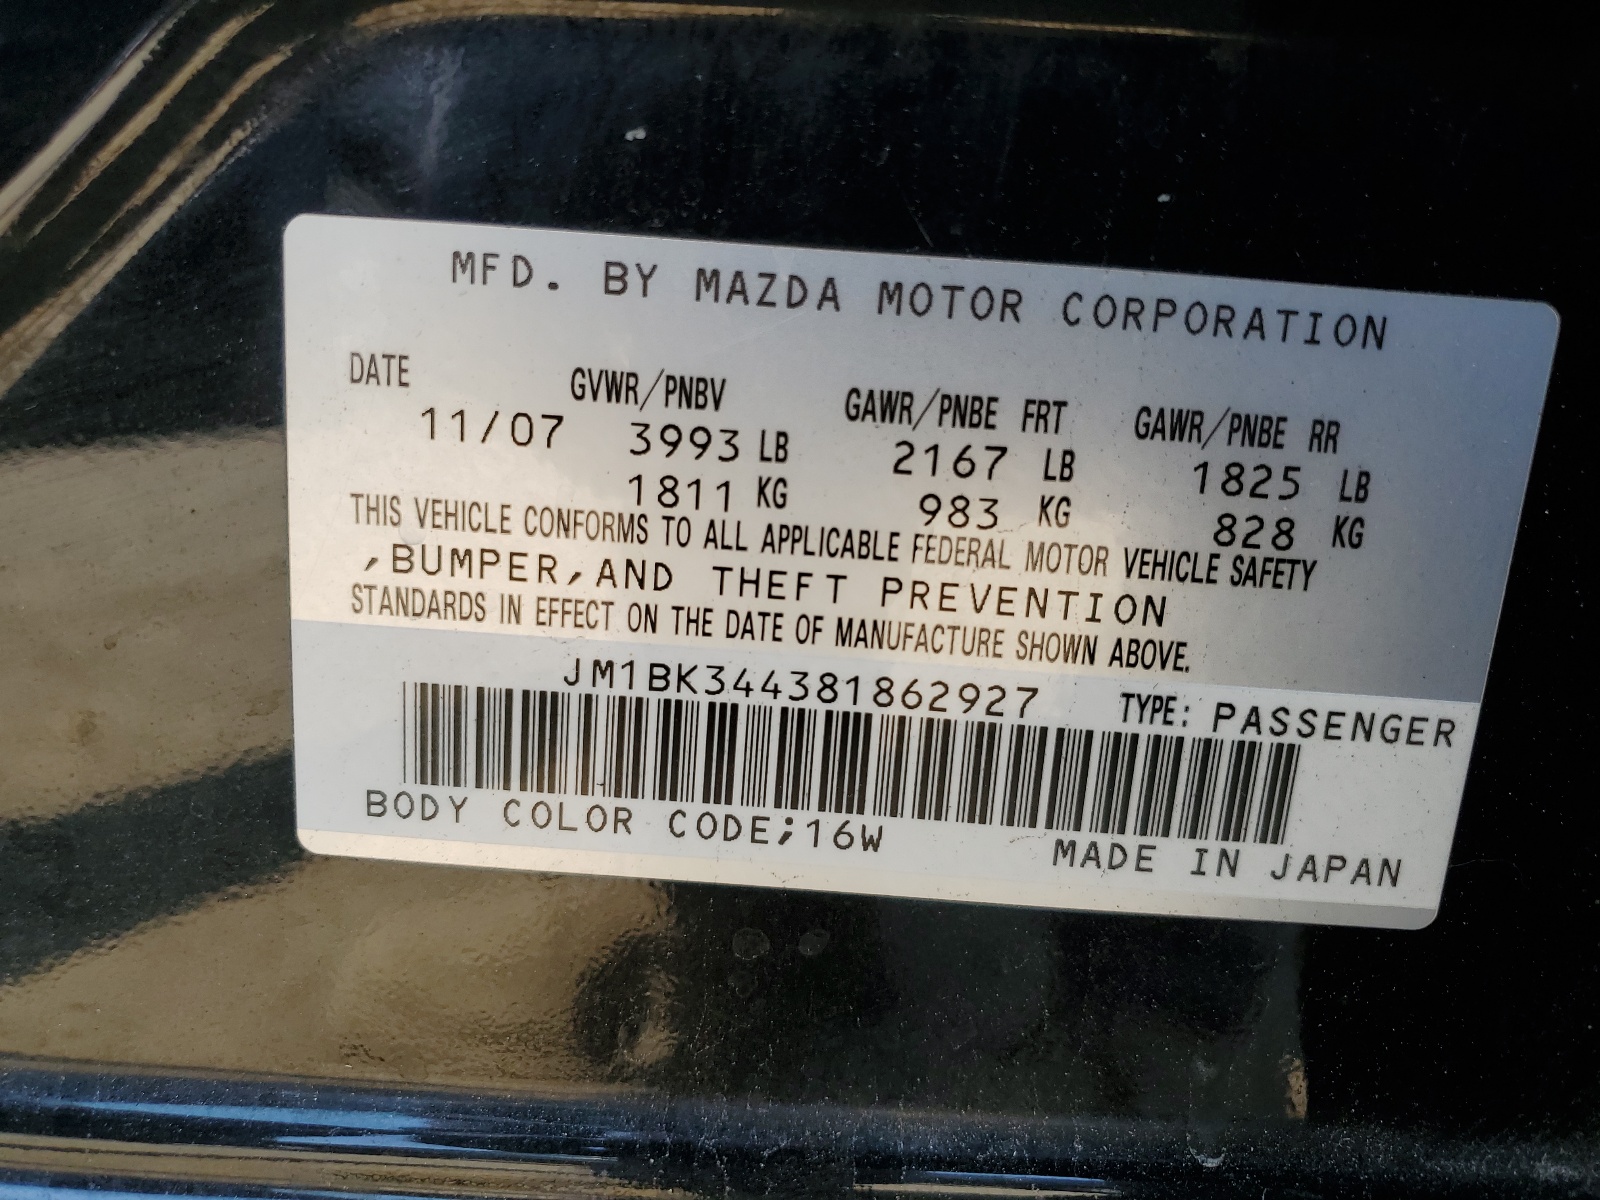 MFD. BY MAZDA MOTOR CORPORATION
DATE GVWR/PNBV GAWR/PNBE FRT GAWR/PNBE RR
11/07 3993 LB 2167 LB 1825 LB
1811 KG 983 KG 828 KG
THIS VEHICLE CONFORMS TO ALL APPLICABLE FEDERAL MOTOR VEHICLE SAFETY
,BUMPER,AND THEFT PREVENTION
STANDARDS IN EFFECT ON THE DATE OF MANUFACTURE SHOWN ABOVE.
JM1BK344381862927 TYPE: PASSENGER
BODY COLOR CODE;16W MADE IN JAPAN